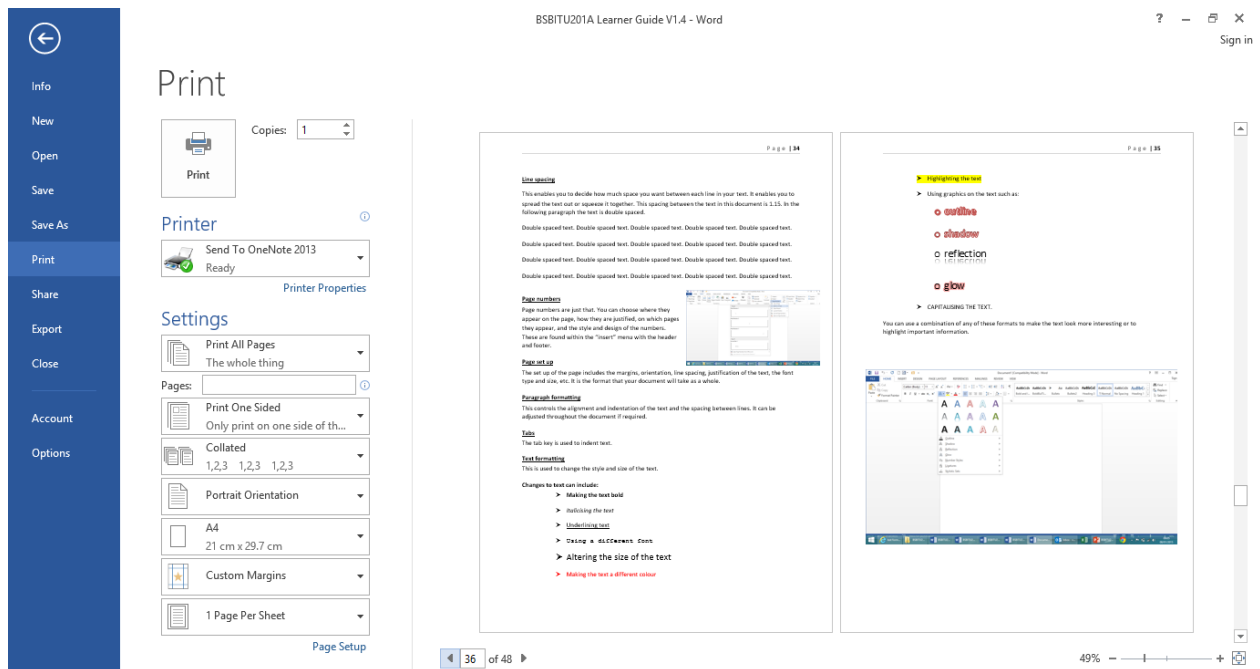 BSBITU201A Learner Guide V1.4 - Word
?
Sign in
Info
New
Open
Save
Save As
Print
Share
Export
Close
Account
Options
Print
Copies: 1
Print
Printer
Send To OneNote 2013
Ready
Printer Properties
Settings
Print All Pages
The whole thing
Pages:
Print One Sided
Only print on one side of th...
Collated
1,2,3 1,2,3 1,2,3
Portrait Orientation
A4
21 cm x 29.7 cm
Custom Margins
1 Page Per Sheet
Page Setup
Page | 34
Line spacing
This enables you to decide how much space you want between each line in your text. It enables you to
spread the text out or squeeze it together. This spacing between the text in this document is 1.15. In the
following paragraph the text is double spaced.
Double spaced text. Double spaced text. Double spaced text. Double spaced text. Double spaced text.
Double spaced text. Double spaced text. Double spaced text. Double spaced text. Double spaced text.
Double spaced text. Double spaced text. Double spaced text. Double spaced text. Double spaced text.
Double spaced text. Double spaced text. Double spaced text. Double spaced text. Double spaced text.
Page numbers
Page numbers are just that. You can choose where they
appear on the page, how they are justified, on which pages
they appear, and the style and design of the numbers.
These are found within the "insert" menu with the header
and footer.
Page set up
The set up of the page includes the margins, orientation, line spacing, justification of the text, the font
type and size, etc. It is the format that your document will take as a whole.
Paragraph formatting
This controls the alignment and indentation of the text and the spacing between lines. It can be
adjusted throughout the document if required.
Tabs
The tab key is used to indent text.
Text formatting
This is used to change the style and size of the text.
Changes to text can include:
➤ Making the text bold
➤ Italicising the text
➤ Underlining text
➤ Using a different font
➤ Altering the size of the text
➤ Making the text a different colour
Page | 35
➤ Highlighting the text
➤ Using graphics on the text such as:
o outline
o shadow
o reflection
o glow
➤ CAPITALISING THE TEXT.
You can use a combination of any of these formats to make the text look more interesting or to
highlight important information.
36 of 48
49%